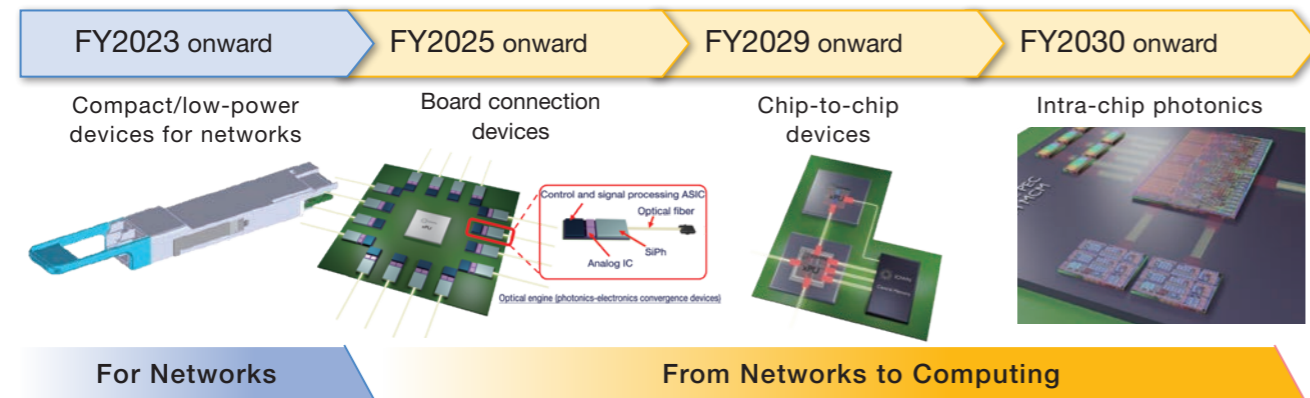 FY2023 onward
FY2025 onward
FY2029 onward
FY2030 onward
Compact/low-power
devices for networks
Board connection
devices
Chip-to-chip
devices
Intra-chip photonics
Control and signal processing ASIC
Optical fiber
SiPh
Analog IC
Optical engine (photonics-electronics convergence devices)
xPU
xPU
For Networks
From Networks to Computing